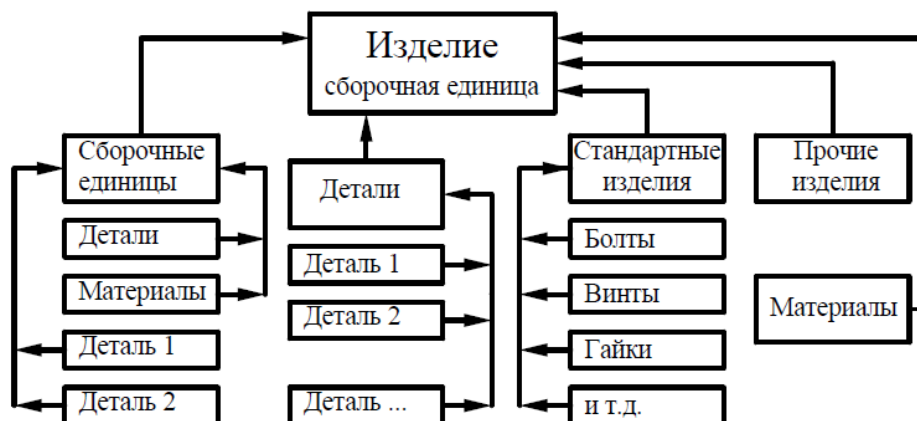 Изделие
сборочная единица
Сборочные
единицы
Детали
Материалы
Деталь 1
Деталь 2
Детали
Деталь 1
Деталь 2
Деталь ...
Стандартные
изделия
Болты
Винты
Гайки
и т.д.
Прочие
изделия
Материалы